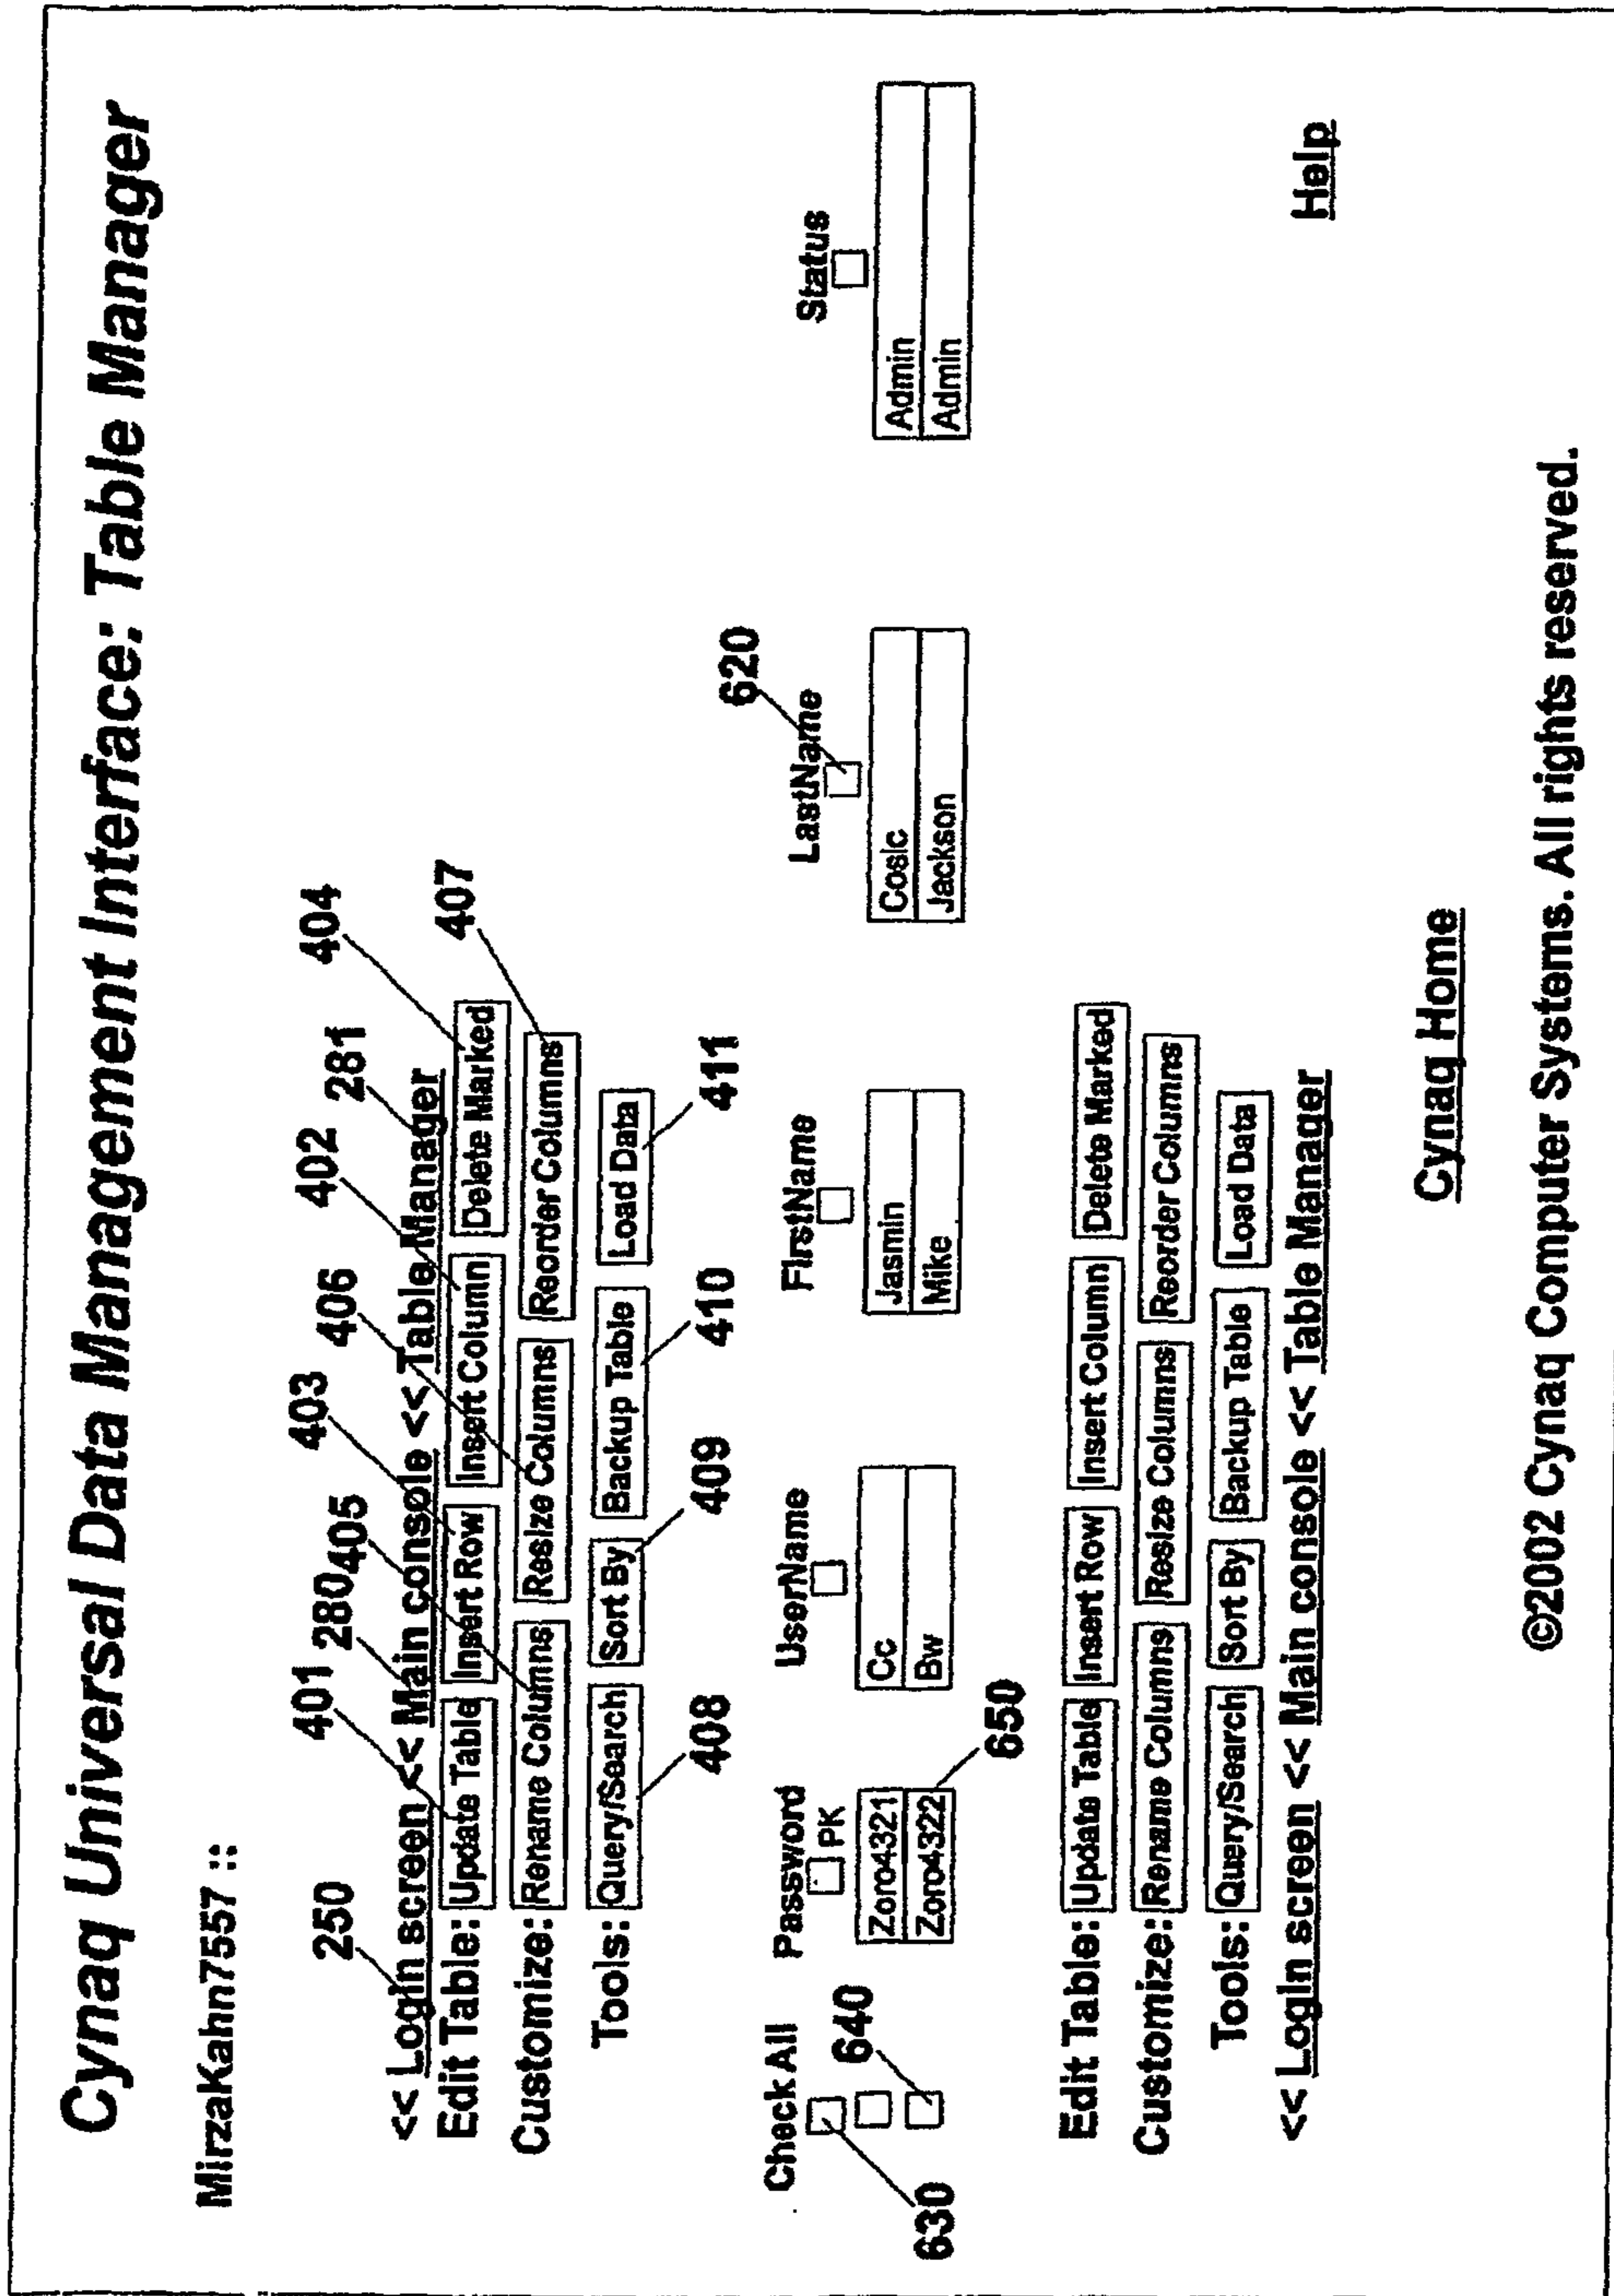 Cynaq Universal Data Management Interface: Table Manager
MirzaKahn7557 ::
250 401 280 405 403 406 402 281 404
<< Login screen << Main console << Table Manager
Edit Table: Update Table Insert Row Insert Column Delete Marked
407
Customize: Rename Columns Resize Columns Reorder Columns
Tools: Query/Search Sort By Backup Table Load Data
408 409 410 411
620
Check All Password UserName FirstName LastName Status
PK
630 640
Zoro4321 Cc Jasmin Cosic Admin
Zoro4322 Bw Mike Jackson Admin
650
Edit Table: Update Table Insert Row Insert Column Delete Marked
Customize: Rename Columns Resize Columns Reorder Columns
Tools: Query/Search Sort By Backup Table Load Data
<< Login screen << Main console << Table Manager
Help
Cynaq Home
©2002 Cynaq Computer Systems. All rights reserved.